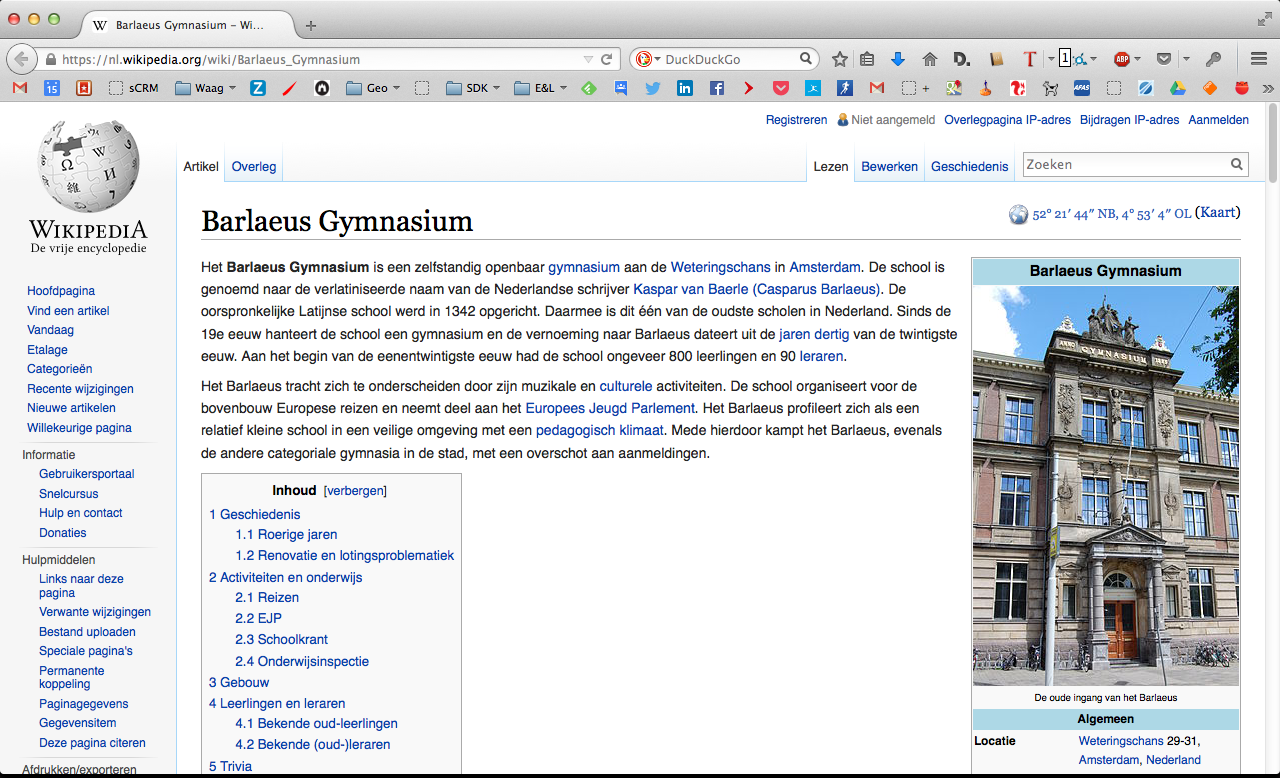 Barlaeus Gymnasium – Wi...
https://nl.wikipedia.org/wiki/Barlaeus_Gymnasium
DuckDuckGo
sCRM
Waag
Geo
SDK
E&L
Registreren
Niet aangemeld
Overlegpagina IP-adres
Bijdragen IP-adres
Aanmelden
WIKIPEDIA
De vrije encyclopedie
Artikel
Overleg
Lezen
Bewerken
Geschiedenis
Zoeken
Hoofdpagina
Vind een artikel
Vandaag
Etalage
Categorieën
Recente wijzigingen
Nieuwe artikelen
Willekeurige pagina
Informatie
Gebruikersportaal
Snelcursus
Hulp en contact
Donaties
Hulpmiddelen
Links naar deze
pagina
Verwante wijzigingen
Bestand uploaden
Speciale pagina's
Permanente
koppeling
Paginagegevens
Gegevensitem
Deze pagina citeren
Afdrukken/exporteren
Barlaeus Gymnasium
52° 21′ 44″ NB, 4° 53′ 4″ OL (Kaart)
Het Barlaeus Gymnasium is een zelfstandig openbaar gymnasium aan de Weteringschans in Amsterdam. De school is
genoemd naar de verlatiniseerde naam van de Nederlandse schrijver Kaspar van Baerle (Casparus Barlaeus). De
oorspronkelijke Latijnse school werd in 1342 opgericht. Daarmee is dit één van de oudste scholen in Nederland. Sinds de
19e eeuw hanteert de school een gymnasium en de vernoeming naar Barlaeus dateert uit de jaren dertig van de twintigste
eeuw. Aan het begin van de eenentwintigste eeuw had de school ongeveer 800 leerlingen en 90 leraren.
Het Barlaeus tracht zich te onderscheiden door zijn muzikale en culturele activiteiten. De school organiseert voor de
bovenbouw Europese reizen en neemt deel aan het Europees Jeugd Parlement. Het Barlaeus profileert zich als een
relatief kleine school in een veilige omgeving met een pedagogisch klimaat. Mede hierdoor kampt het Barlaeus, evenals
de andere categoriale gymnasia in de stad, met een overschot aan aanmeldingen.
Inhoud [verbergen]
1 Geschiedenis
1.1 Roerige jaren
1.2 Renovatie en lotingsproblematiek
2 Activiteiten en onderwijs
2.1 Reizen
2.2 EJP
2.3 Schoolkrant
2.4 Onderwijsinspectie
3 Gebouw
4 Leerlingen en leraren
4.1 Bekende oud-leerlingen
4.2 Bekende (oud-)leraren
5 Trivia
Barlaeus Gymnasium
GYMNASIUM
De oude ingang van het Barlaeus
Algemeen
Locatie
Weteringschans 29-31,
Amsterdam, Nederland